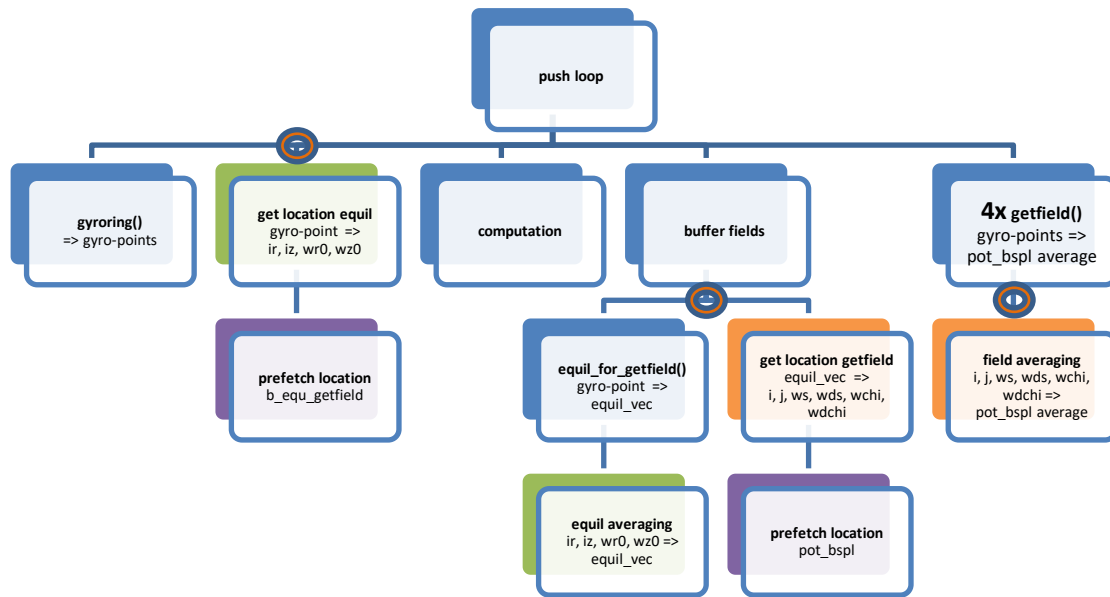 push loop
gyroring()
=> gyro-points
get location equil
gyro-point =>
ir, iz, wr0, wz0
computation
buffer fields
4x getfield()
gyro-points =>
pot_bspl average
prefetch location
b_equ_getfield
equil_for_getfield()
gyro-point =>
equil_vec
get location getfield
equil_vec =>
i, j, ws, wds, wchi,
wdchi
field averaging
i, j, ws, wds, wchi,
wdchi =>
pot_bspl average
equil averaging
ir, iz, wr0, wz0 =>
equil_vec
prefetch location
pot_bspl